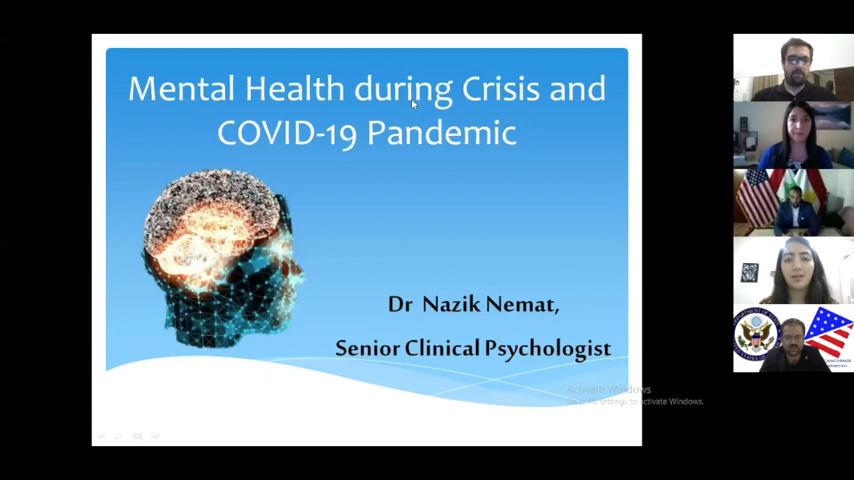 Mental Health during Crisis and
COVID-19 Pandemic
Dr Nazik Nemat,
Senior Clinical Psychologist
Activate Windows
Go to PC settings to activate Windows.